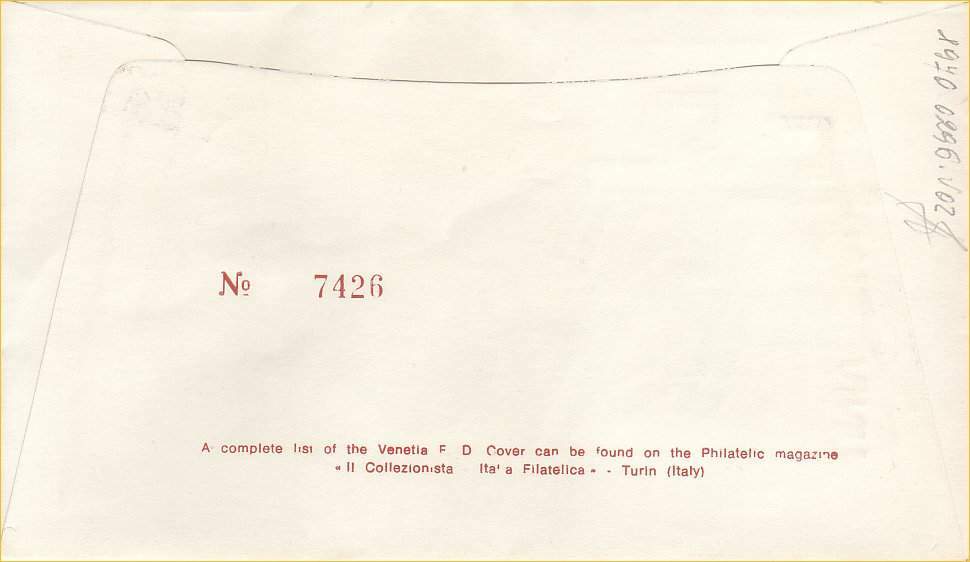 Nº 7426
A complete list of the Venetia F D Cover can be found on the Philatelic magazine
« Il Collezionista Ita' a Filatelica » - Turin (Italy)